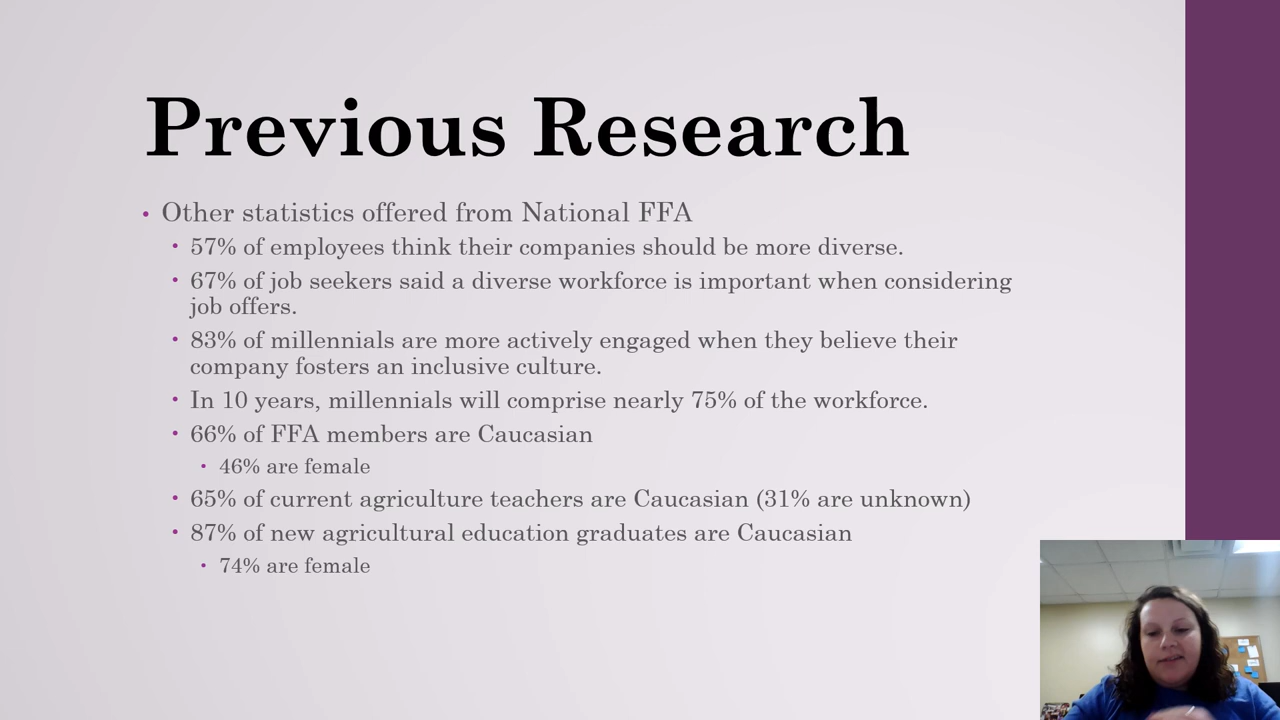 Previous Research
• Other statistics offered from National FFA
• 57% of employees think their companies should be more diverse.
• 67% of job seekers said a diverse workforce is important when considering
job offers.
• 83% of millennials are more actively engaged when they believe their
company fosters an inclusive culture.
• In 10 years, millennials will comprise nearly 75% of the workforce.
• 66% of FFA members are Caucasian
• 46% are female
• 65% of current agriculture teachers are Caucasian (31% are unknown)
• 87% of new agricultural education graduates are Caucasian
• 74% are female